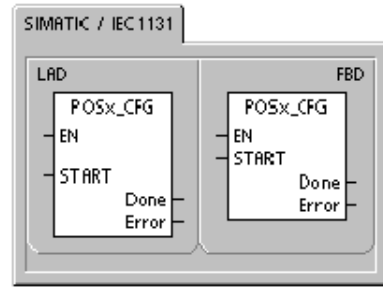 SIMATIC / IEC 1131
LAD
POSx_CFG
EN
START
Done
Error
FBD
POSx_CFG
EN
START
Done
Error